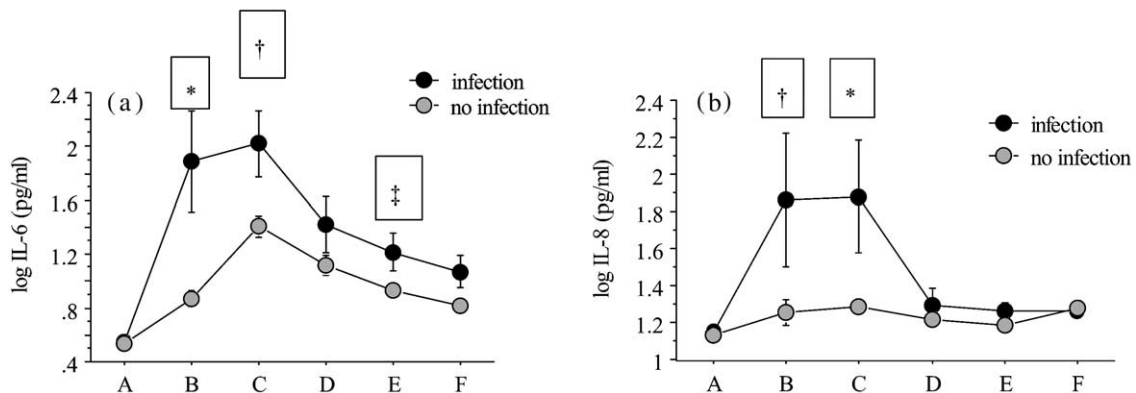 †
*
(a)
infection
no infection
‡
log IL-6 (pg/ml)
2.4
2
1.6
1.2
.8
.4
A B C D E F
† *
(b)
infection
no infection
log IL-8 (pg/ml)
2.4
2.2
2
1.8
1.6
1.4
1.2
1
A B C D E F